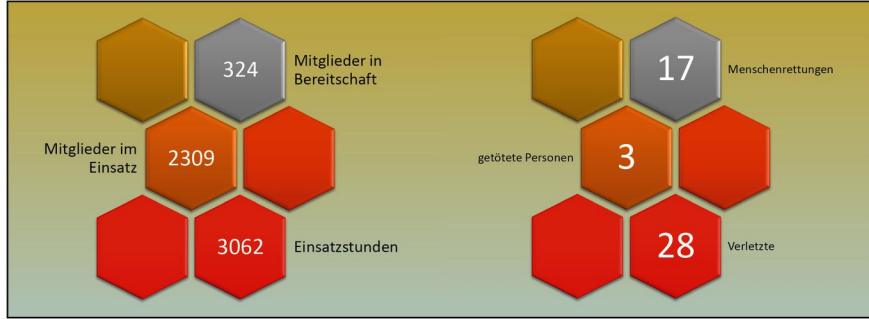 324
Mitglieder in
Bereitschaft
Mitglieder im
Einsatz
2309
3062
Einsatzstunden
17
Menschenrettungen
getötete Personen
3
28
Verletzte